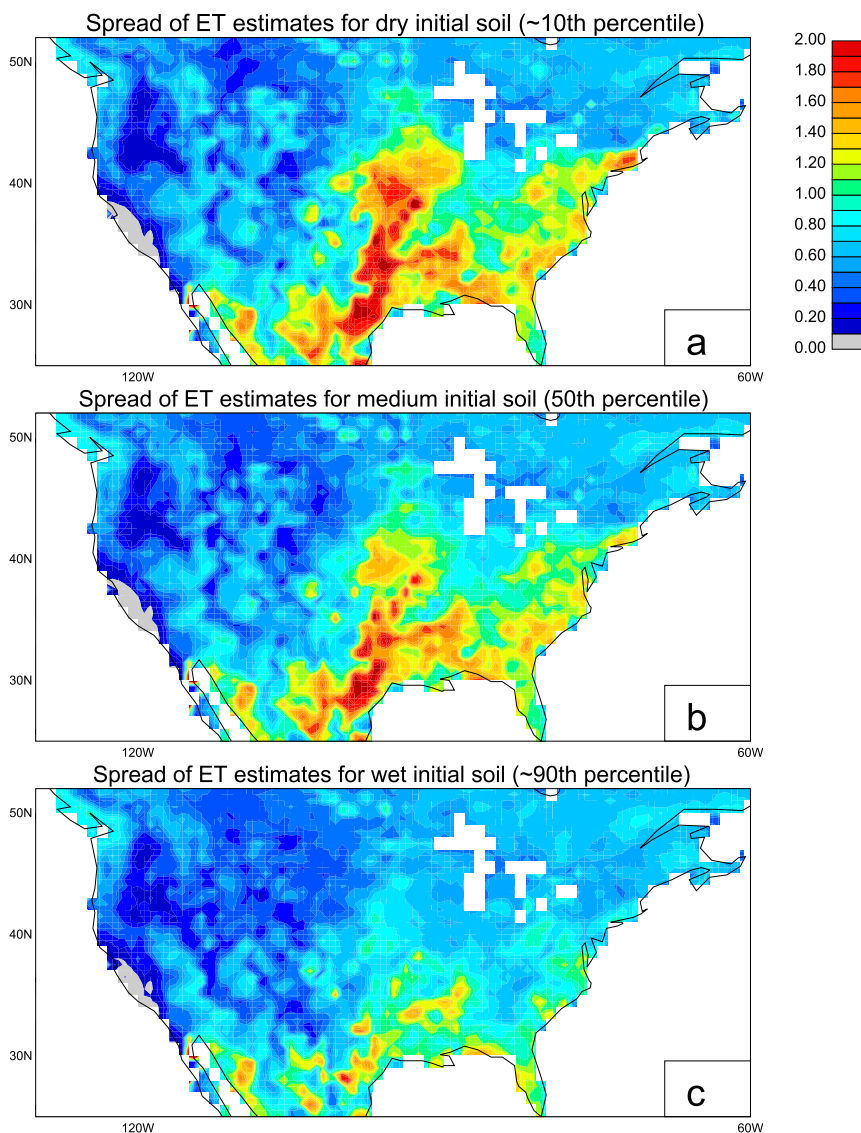 Spread of ET estimates for dry initial soil (~10th percentile)
50N
40N
30N
120W
60W
a
2.00
1.80
1.60
1.40
1.20
1.00
0.80
0.60
0.40
0.20
0.00
Spread of ET estimates for medium initial soil (50th percentile)
50N
40N
30N
120W
60W
b
Spread of ET estimates for wet initial soil (~90th percentile)
50N
40N
30N
120W
60W
c